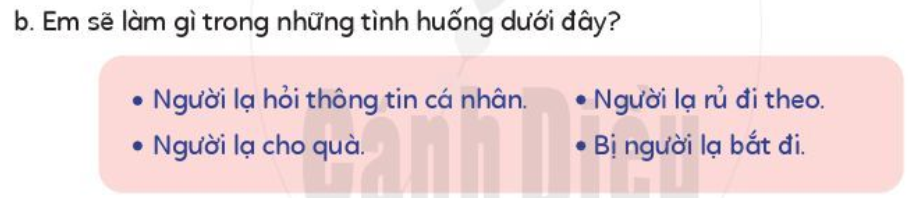 b. Em sẽ làm gì trong những tình huống dưới đây?
• Người lạ hỏi thông tin cá nhân.
• Người lạ rủ đi theo.
• Người lạ cho quà.
• Bị người lạ bắt đi.
Cánh Diều